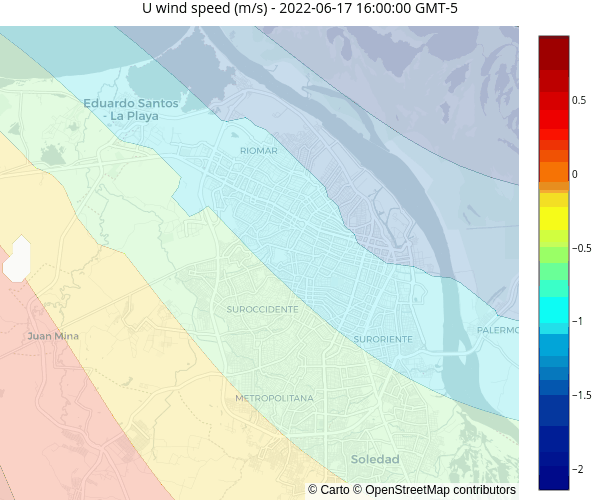 U wind speed (m/s) - 2022-06-17 16:00:00 GMT-5
Eduardo Santos
- La Playa
RIOMAR
SUROCCIDENTE
Juan Mina
SURORIENTE
PALERMO
METROPOLITANA
Soledad
© Carto © OpenStreetMap contributors
0.5
0
−0.5
−1
−1.5
−2